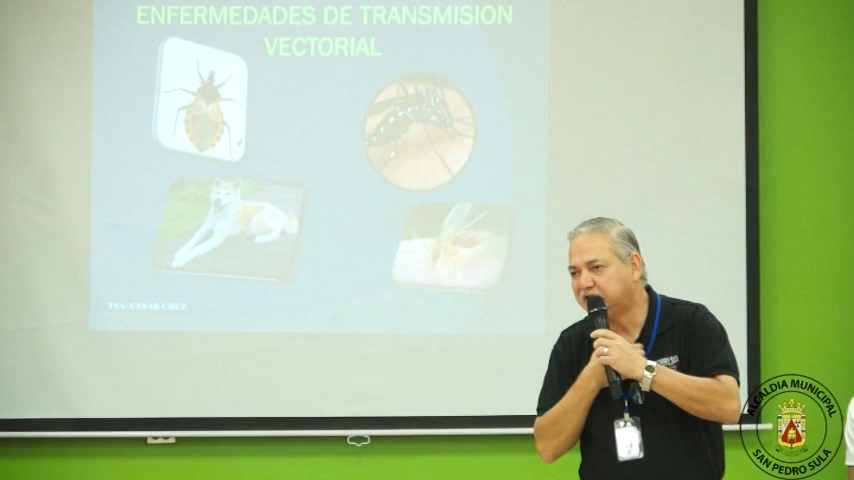 ENFERMEDADES DE TRANSMISION
VECTORIAL
ALCALDIA MUNICIPAL
SAN PEDRO SULA